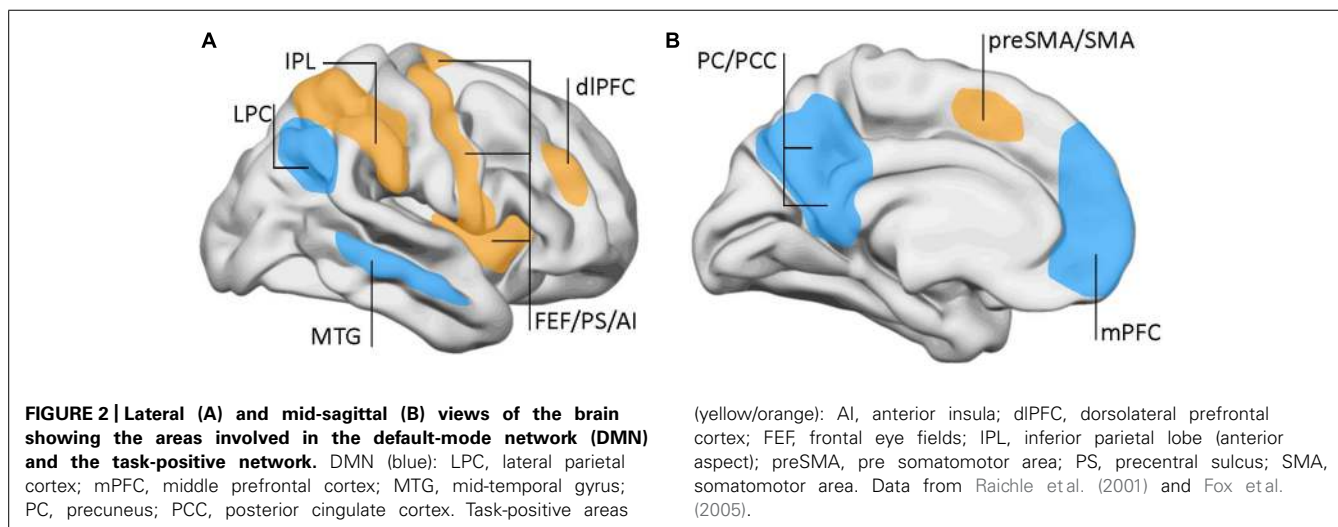 A
IPL
LPC
dlPFC
MTG
FEF/PS/AI
B
PC/PCC
preSMA/SMA
mPFC
FIGURE 2 | Lateral (A) and mid-sagittal (B) views of the brain
showing the areas involved in the default-mode network (DMN)
and the task-positive network. DMN (blue): LPC, lateral parietal
cortex; mPFC, middle prefrontal cortex; MTG, mid-temporal gyrus;
PC, precuneus; PCC, posterior cingulate cortex. Task-positive areas
(yellow/orange): AI, anterior insula; dlPFC, dorsolateral prefrontal
cortex; FEF, frontal eye fields; IPL, inferior parietal lobe (anterior
aspect); preSMA, pre somatomotor area; PS, precentral sulcus; SMA,
somatomotor area. Data from Raichle et al. (2001) and Fox et al.
(2005).